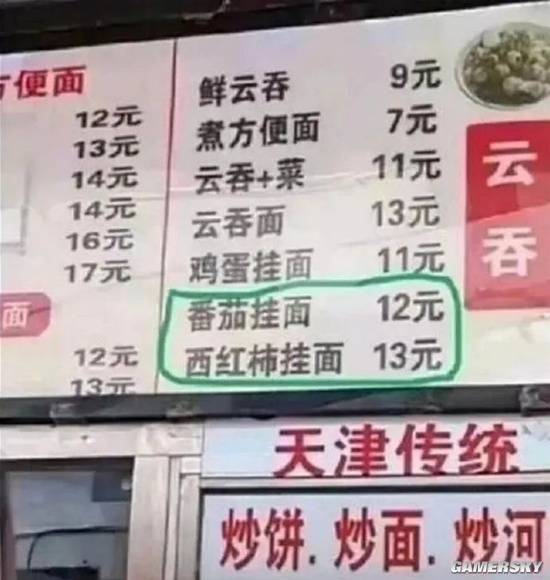 方便面
12元
13元
14元
14元
16元
17元
面
12元
13元
鲜云吞 9元
煮方便面 7元
云吞+菜 11元
云吞面 13元
鸡蛋挂面 11元
番茄挂面 12元
西红柿挂面 13元
云吞
天津传统
炒饼.炒面.炒河
GAMERSKY